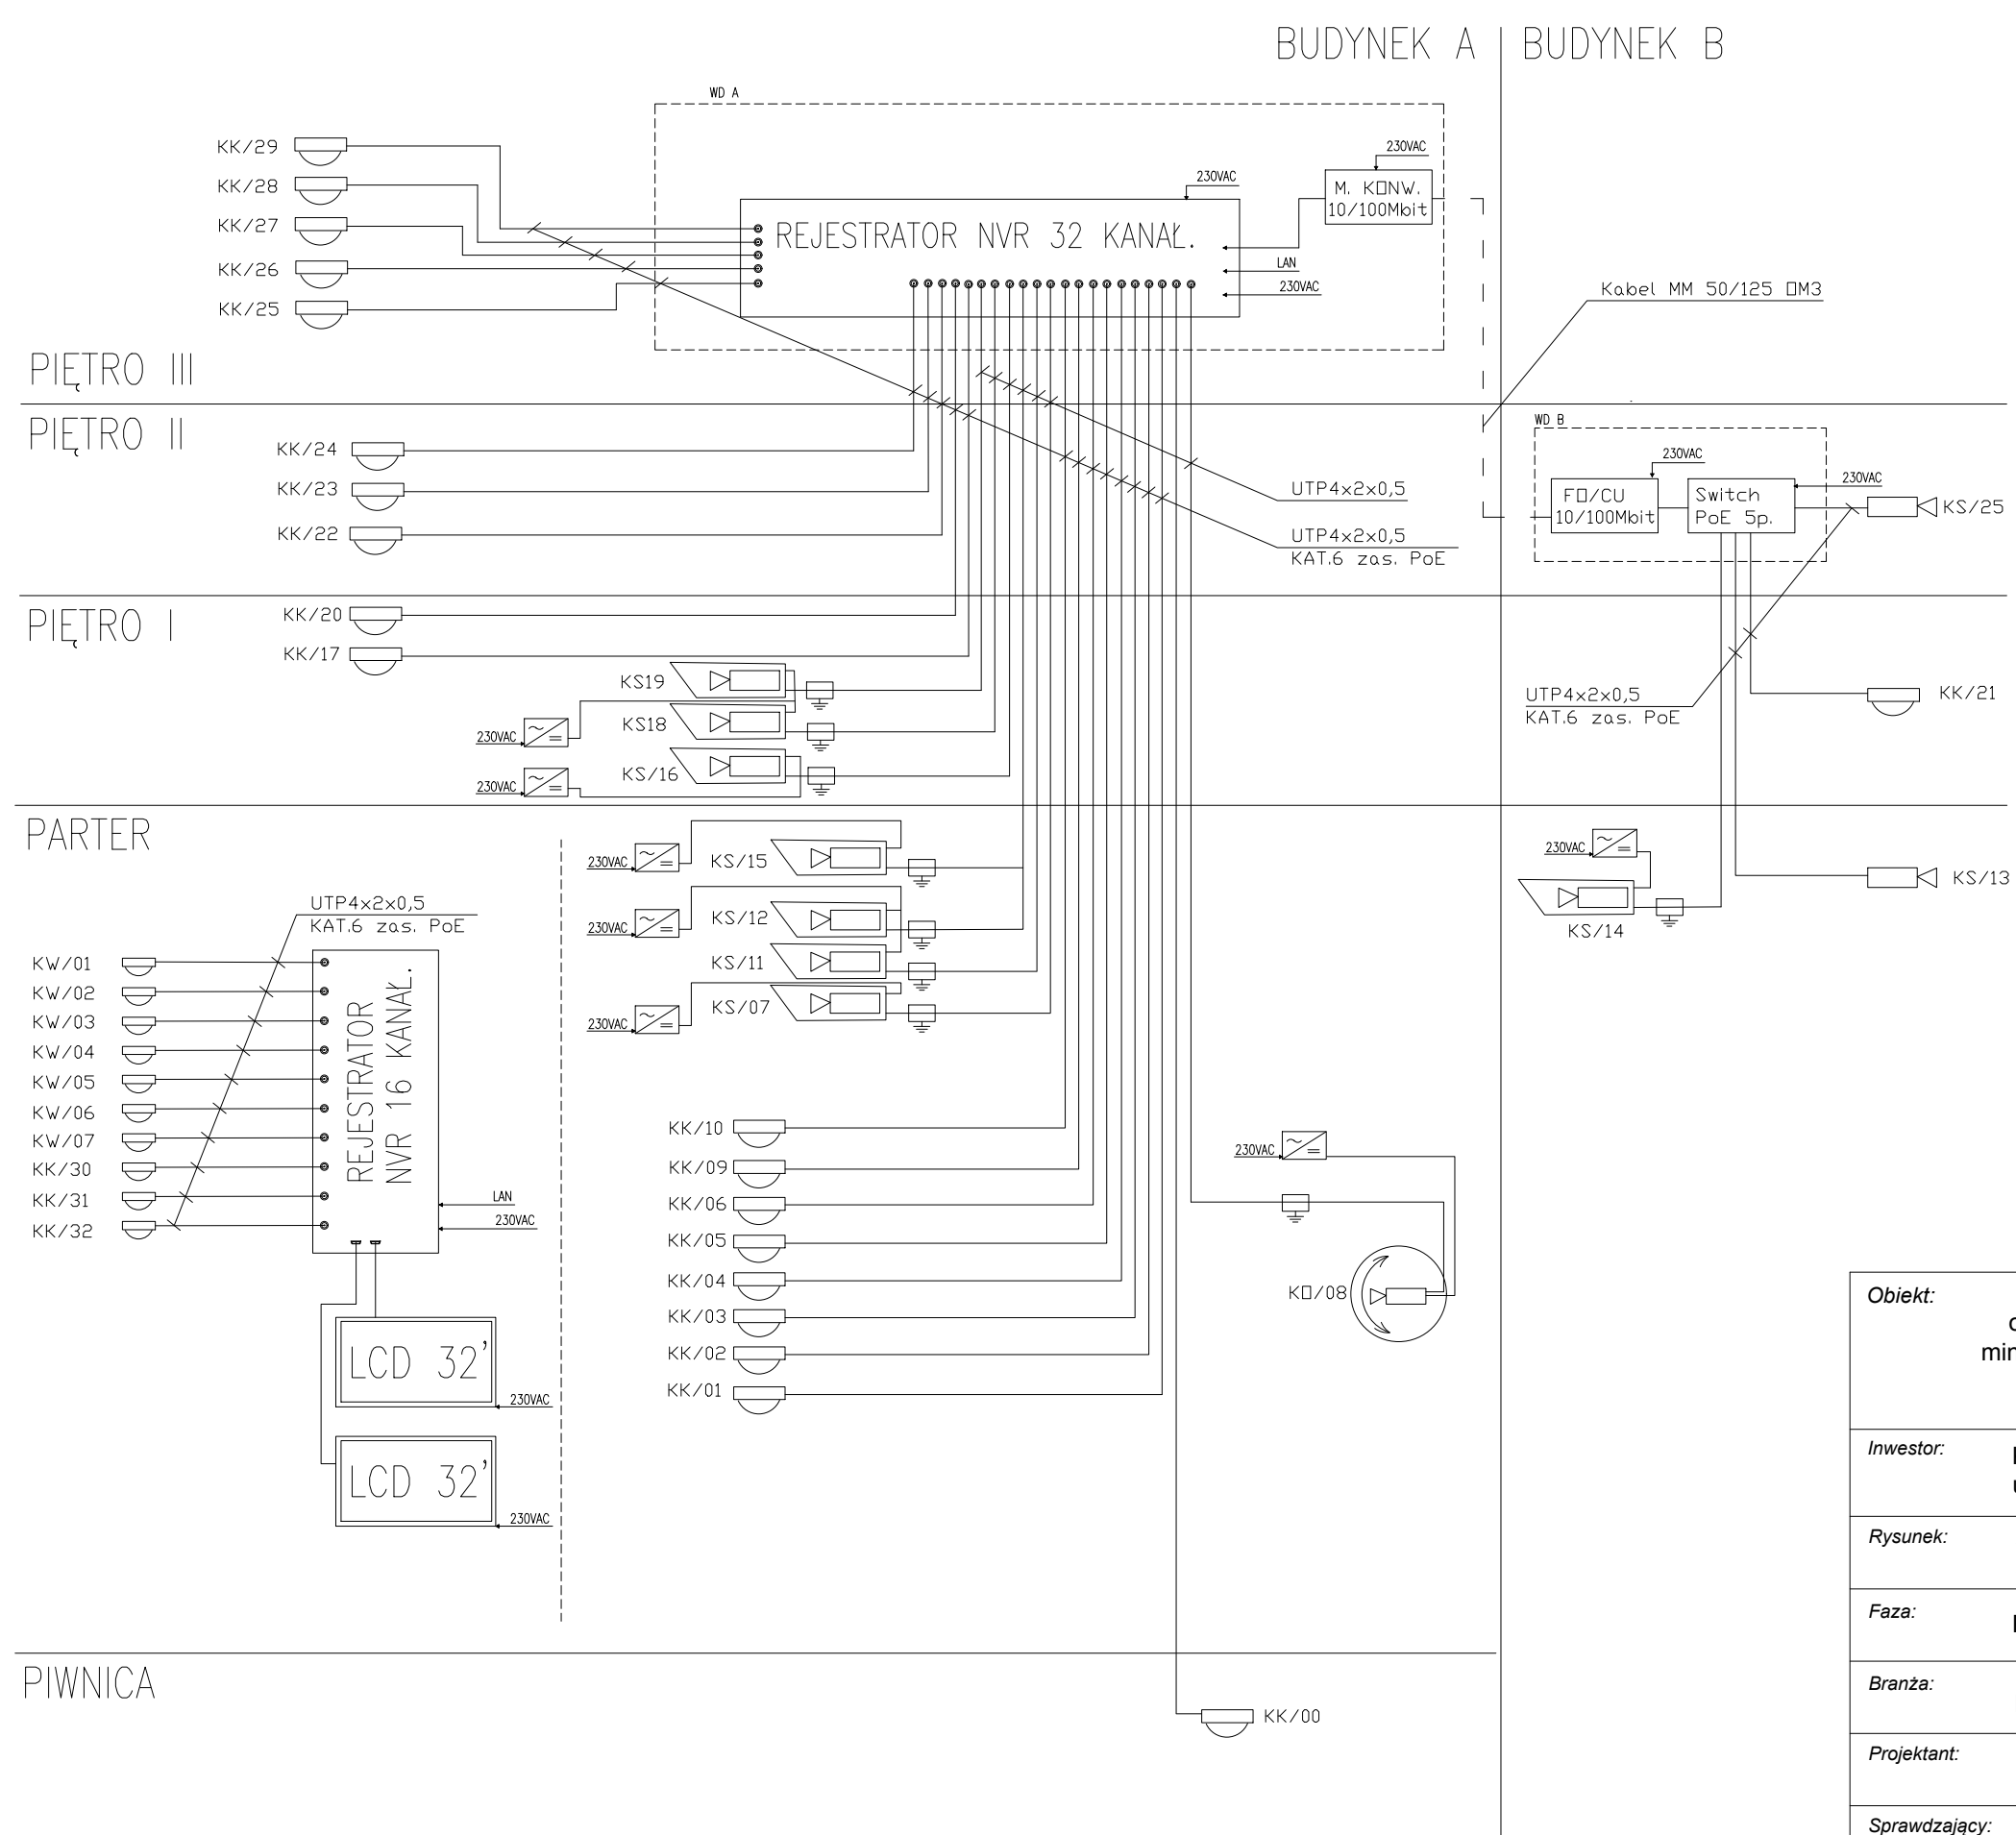 BUDYNEK A
BUDYNEK B
WD A
KK/29
KK/28
KK/27
KK/26
KK/25
230VAC
M. KONW.
10/100Mbit
230VAC
REJESTRATOR NVR 32 KANAŁ.
LAN
230VAC
Kabel MM 50/125 OM3
PIĘTRO III
PIĘTRO II
KK/24
KK/23
KK/22
UTP4x2x0,5
UTP4x2x0,5
KAT.6 zas. PoE
WD B
230VAC
230VAC
FO/CU
10/100Mbit
Switch
PoE 5p.
KS/25
PIĘTRO I
KK/20
KK/17
KS19
KS18
230VAC
KS/16
230VAC
UTP4x2x0,5
KAT.6 zas. PoE
KK/21
PARTER
230VAC
KS/15
230VAC
KS/12
KS/11
230VAC
KS/07
230VAC
KS/14
KS/13
UTP4x2x0,5
KAT.6 zas. PoE
KW/01
KW/02
KW/03
KW/04
KW/05
KW/06
KW/07
KK/30
KK/31
KK/32
REJESTRATOR
NVR 16 KANAŁ.
LAN
230VAC
LCD 32'
230VAC
LCD 32'
230VAC
KK/10
KK/09
KK/06
KK/05
KK/04
KK/03
KK/02
KK/01
230VAC
KO/08
PIWNICA
KK/00
Obiekt:
Inwestor:
Rysunek:
Faza:
Branża:
Projektant:
Sprawdzający: